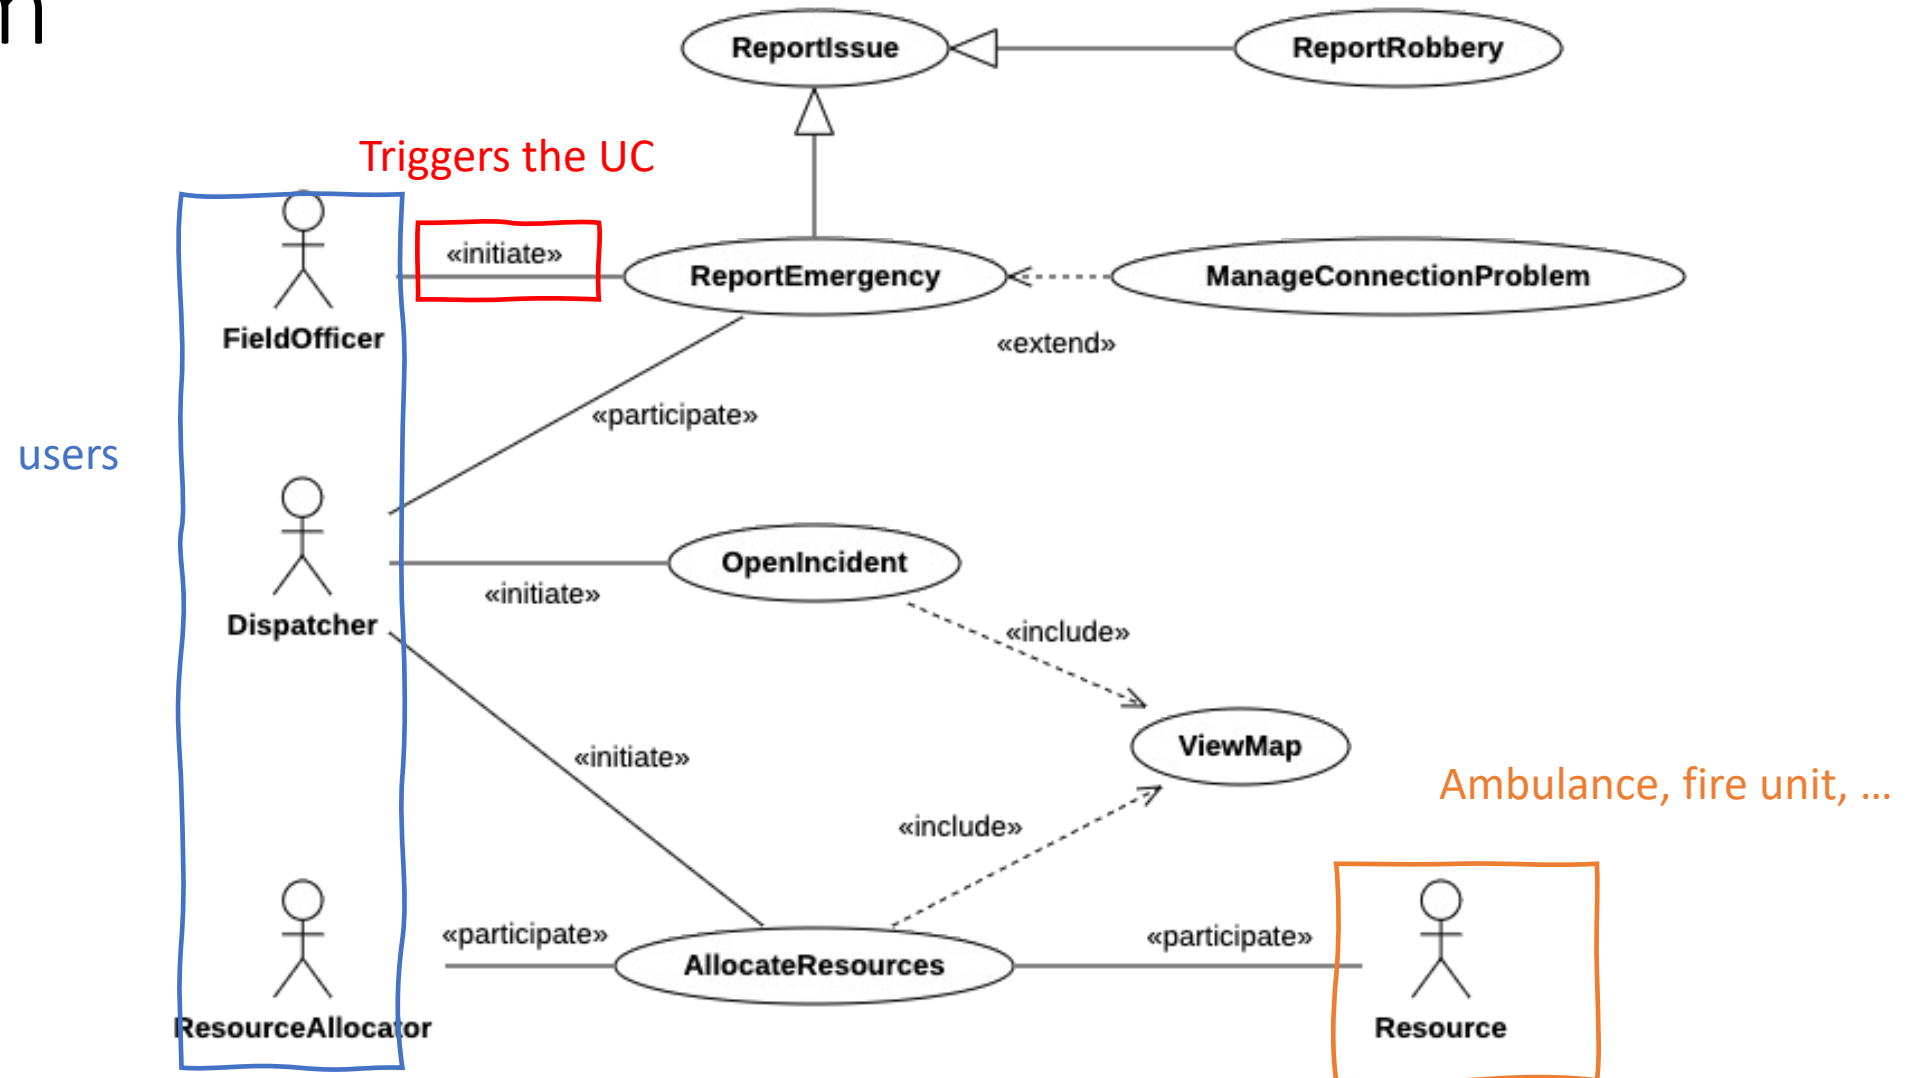 ReportIssue
ReportRobbery
Triggers the UC
«initiate»
ReportEmergency
ManageConnectionProblem
FieldOfficer
«extend»
«participate»
users
OpenIncident
«initiate»
Dispatcher
«include»
ViewMap
«initiate»
Ambulance, fire unit, ...
«include»
«participate»
«participate»
AllocateResources
ResourceAllocator
Resource